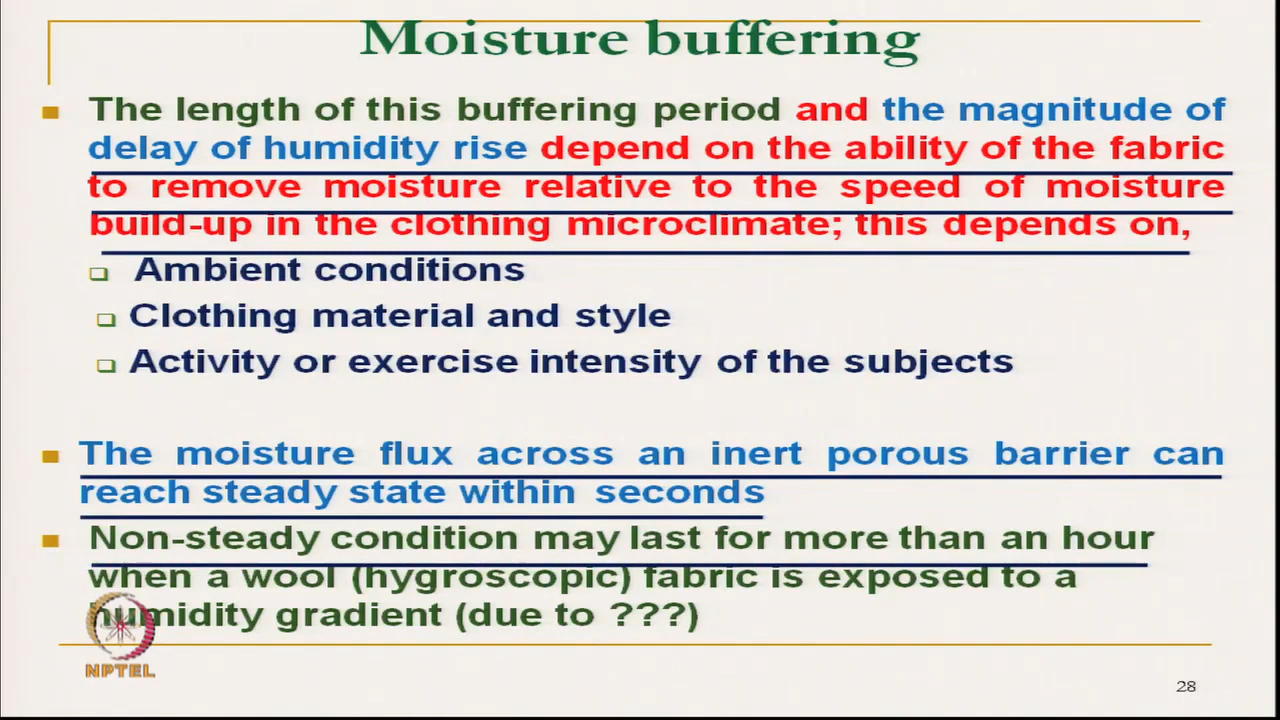 Moisture buffering
The length of this buffering period and the magnitude of
delay of humidity rise depend on the ability of the fabric
to remove moisture relative to the speed of moisture
build-up in the clothing microclimate; this depends on,
Ambient conditions
Clothing material and style
Activity or exercise intensity of the subjects
The moisture flux across an inert porous barrier can
reach steady state within seconds
Non-steady condition may last for more than an hour
when a wool (hygroscopic) fabric is exposed to a
humidity gradient (due to ???)
NPTEL
28